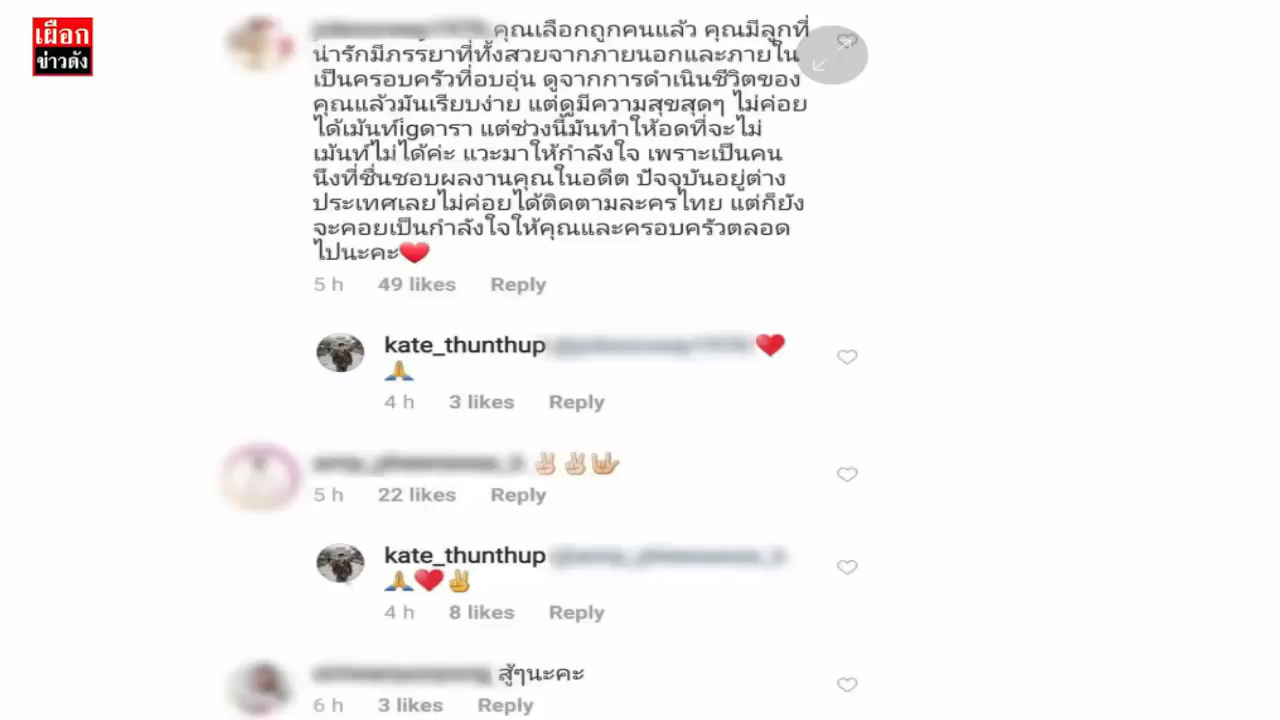 เผือก
ข่าวดัง
คุณเลือกถูกคนแล้ว คุณมีลูกที่
น่ารักมีภรรยาที่ทั้งสวยจากภายนอกและภายใน
เป็นครอบครัวที่อบอุ่น ดูจากการดำเนินชีวิตของ
คุณแล้วมันเรียบง่าย แต่ดูมีความสุขสุดๆ ไม่ค่อย
ได้เม้นท์igดารา แต่ช่วงนี้มันทำให้อดที่จะไม่
เม้นท์ไม่ได้ค่ะ แวะมาให้กำลังใจ เพราะเป็นคน
นึงที่ชื่นชอบผลงานคุณในอดีต ปัจจุบันอยู่ต่าง
ประเทศเลยไม่ค่อยได้ติดตามละครไทย แต่ก็ยัง
จะคอยเป็นกำลังใจให้คุณและครอบครัวตลอด
ไปนะคะ❤️
5 h 49 likes Reply
kate_thunthup ❤️
🙏
4 h 3 likes Reply
✌🏻✌🏻🤟🏻
5 h 22 likes Reply
kate_thunthup
🙏❤️✌️
4 h 8 likes Reply
สู้ๆนะคะ
6 h 3 likes Reply